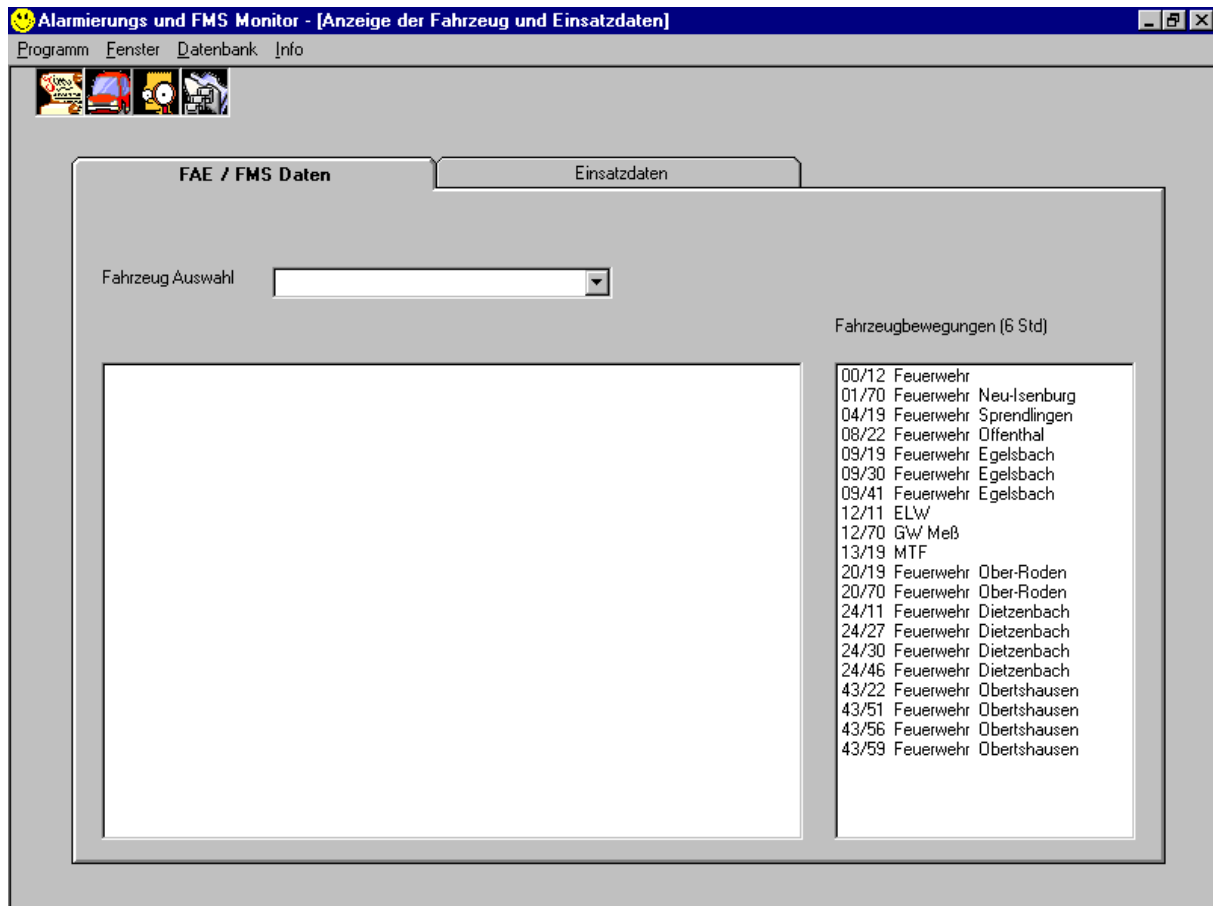 Alarmierungs und FMS Monitor - [Anzeige der Fahrzeug und Einsatzdaten]
Programm Fenster Datenbank Info
FAE / FMS Daten
Einsatzdaten
Fahrzeug Auswahl
Fahrzeugbewegungen (6 Std)
00/12 Feuerwehr
01/70 Feuerwehr Neu-Isenburg
04/19 Feuerwehr Sprendlingen
08/22 Feuerwehr Offenthal
09/19 Feuerwehr Egelsbach
09/30 Feuerwehr Egelsbach
09/41 Feuerwehr Egelsbach
12/11 ELW
12/70 GW Meß
13/19 MTF
20/19 Feuerwehr Ober-Roden
20/70 Feuerwehr Ober-Roden
24/11 Feuerwehr Dietzenbach
24/27 Feuerwehr Dietzenbach
24/30 Feuerwehr Dietzenbach
24/46 Feuerwehr Dietzenbach
43/22 Feuerwehr Obertshausen
43/51 Feuerwehr Obertshausen
43/56 Feuerwehr Obertshausen
43/59 Feuerwehr Obertshausen